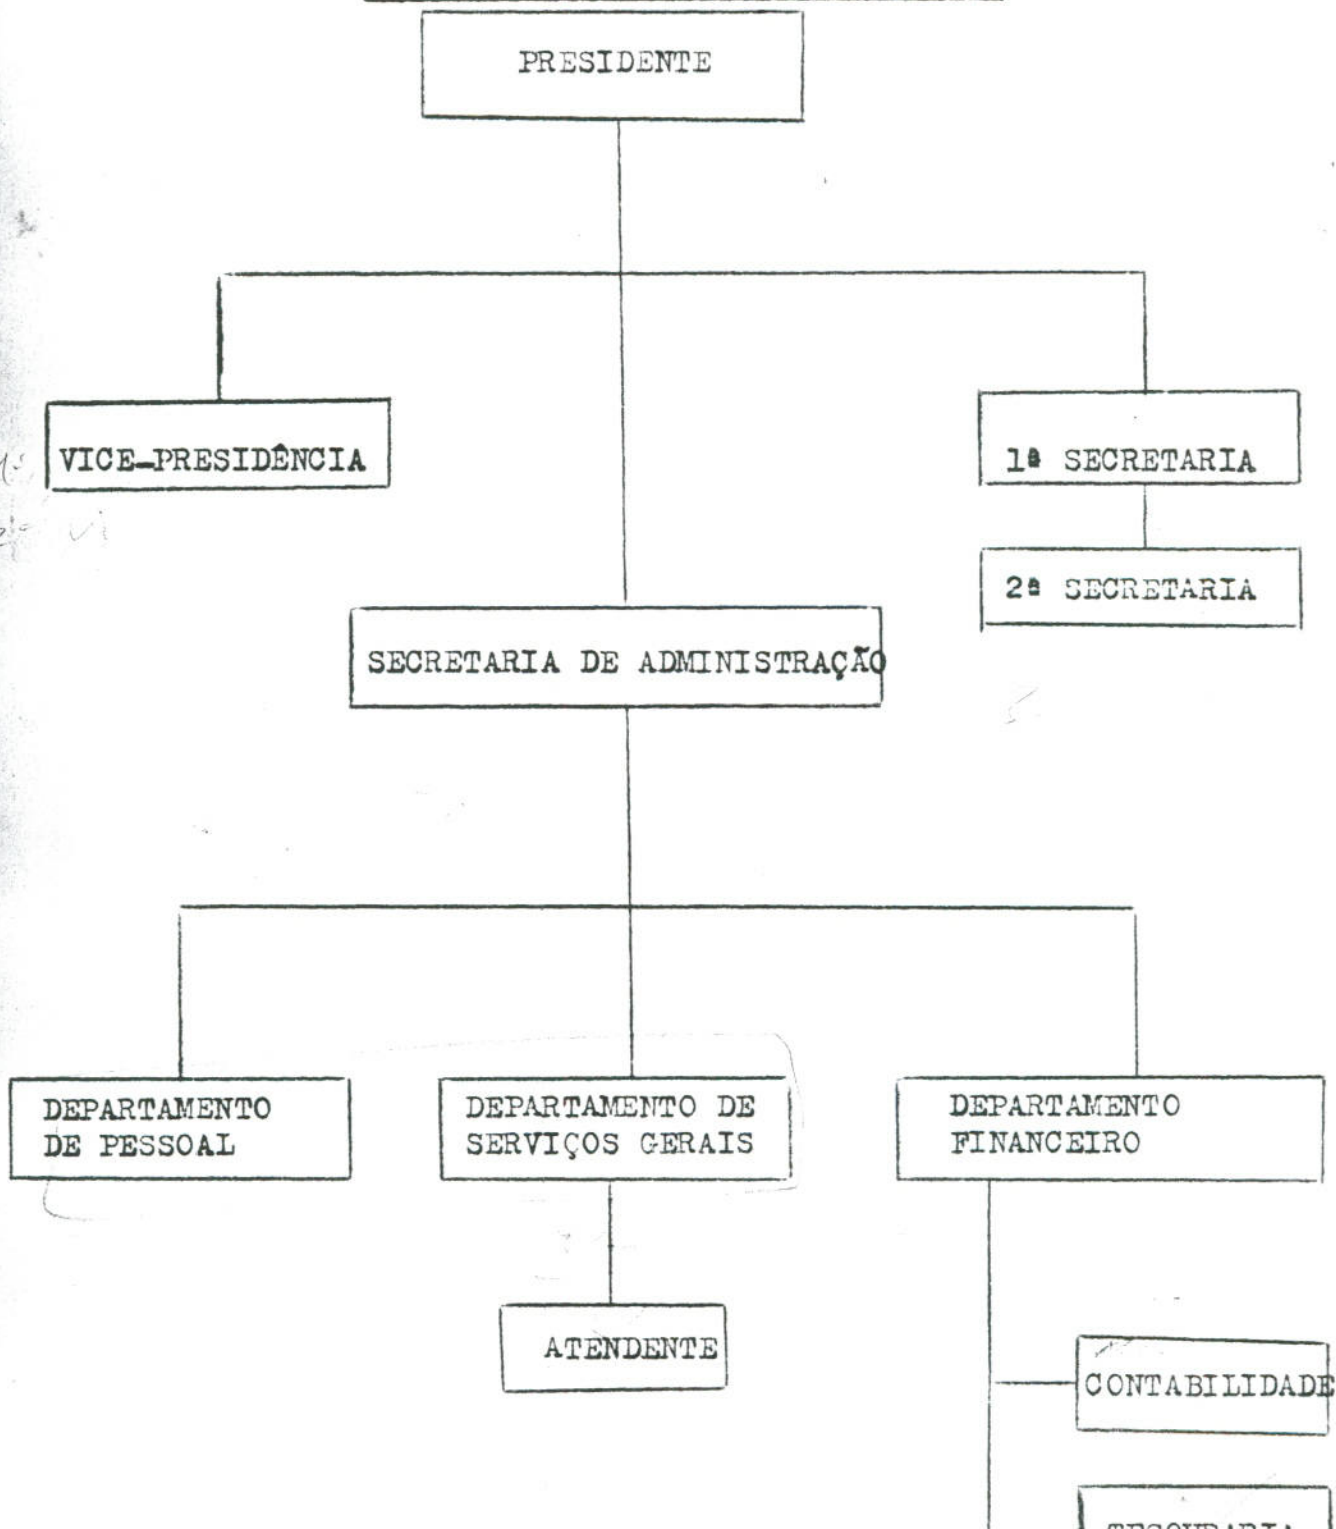 PRESIDENTE
VICE-PRESIDÊNCIA
1ª SECRETARIA
2ª SECRETARIA
SECRETARIA DE ADMINISTRAÇÃO
DEPARTAMENTO
DE PESSOAL
DEPARTAMENTO DE
SERVIÇOS GERAIS
DEPARTAMENTO
FINANCEIRO
ATENDENTE
CONTABILIDADE
TESOURARIA